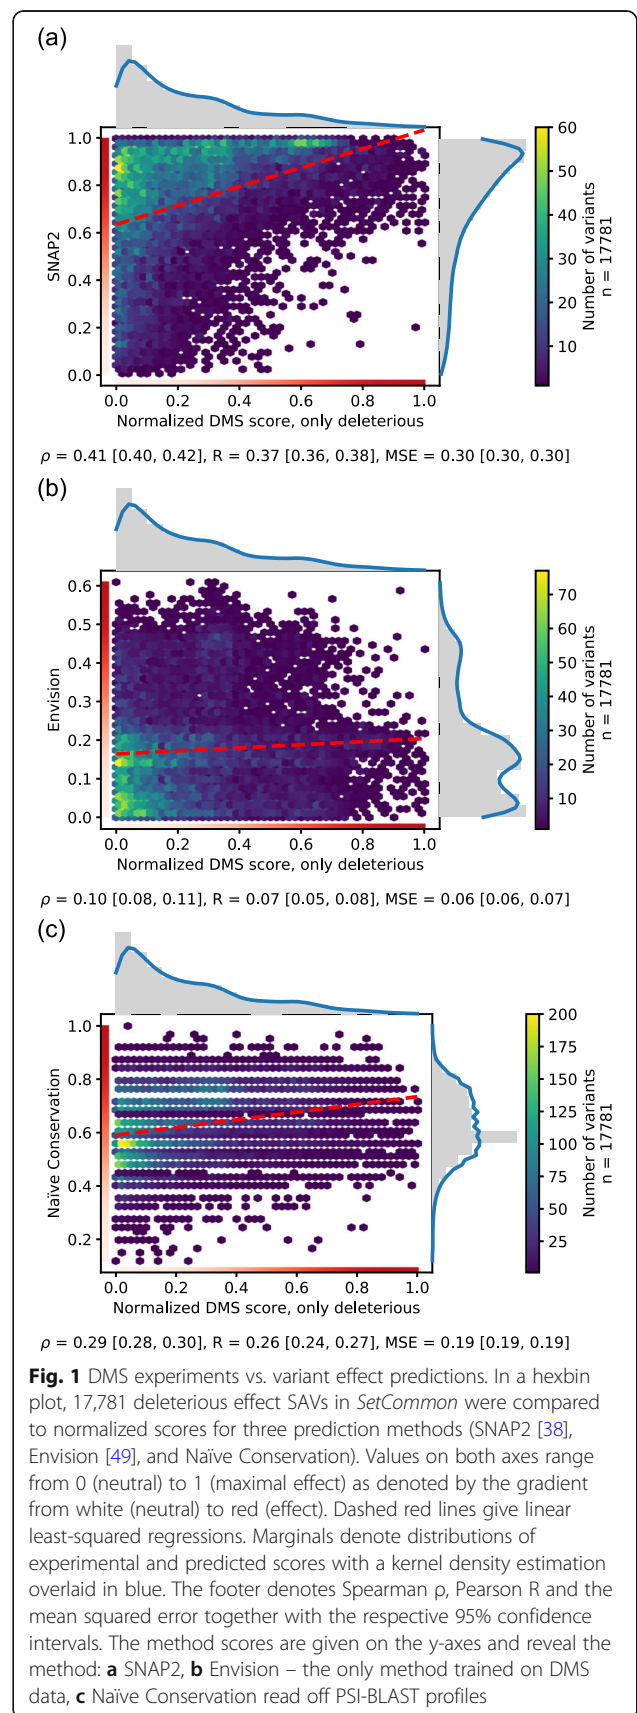 (a)
1.0
0.8
0.6
0.4
0.2
0.0
SNAP2
0.0 0.2 0.4 0.6 0.8 1.0
Normalized DMS score, only deleterious
60
50
40
30
20
10
Number of variants
n = 17781
ρ = 0.41 [0.40, 0.42], R = 0.37 [0.36, 0.38], MSE = 0.30 [0.30, 0.30]
(b)
0.6
0.5
0.4
0.3
0.2
0.1
0.0
Envision
0.0 0.2 0.4 0.6 0.8 1.0
Normalized DMS score, only deleterious
70
60
50
40
30
20
10
Number of variants
n = 17781
ρ = 0.10 [0.08, 0.11], R = 0.07 [0.05, 0.08], MSE = 0.06 [0.06, 0.07]
(c)
1.0
0.8
0.6
0.4
0.2
Naïve Conservation
0.0 0.2 0.4 0.6 0.8 1.0
Normalized DMS score, only deleterious
200
175
150
125
100
75
50
25
Number of variants
n = 17781
ρ = 0.29 [0.28, 0.30], R = 0.26 [0.24, 0.27], MSE = 0.19 [0.19, 0.19]
Fig. 1 DMS experiments vs. variant effect predictions. In a hexbin
plot, 17,781 deleterious effect SAVs in SetCommon were compared
to normalized scores for three prediction methods (SNAP2 [38],
Envision [49], and Naïve Conservation). Values on both axes range
from 0 (neutral) to 1 (maximal effect) as denoted by the gradient
from white (neutral) to red (effect). Dashed red lines give linear
least-squared regressions. Marginals denote distributions of
experimental and predicted scores with a kernel density estimation
overlaid in blue. The footer denotes Spearman ρ, Pearson R and the
mean squared error together with the respective 95% confidence
intervals. The method scores are given on the y-axes and reveal the
method: a SNAP2, b Envision – the only method trained on DMS
data, c Naïve Conservation read off PSI-BLAST profiles